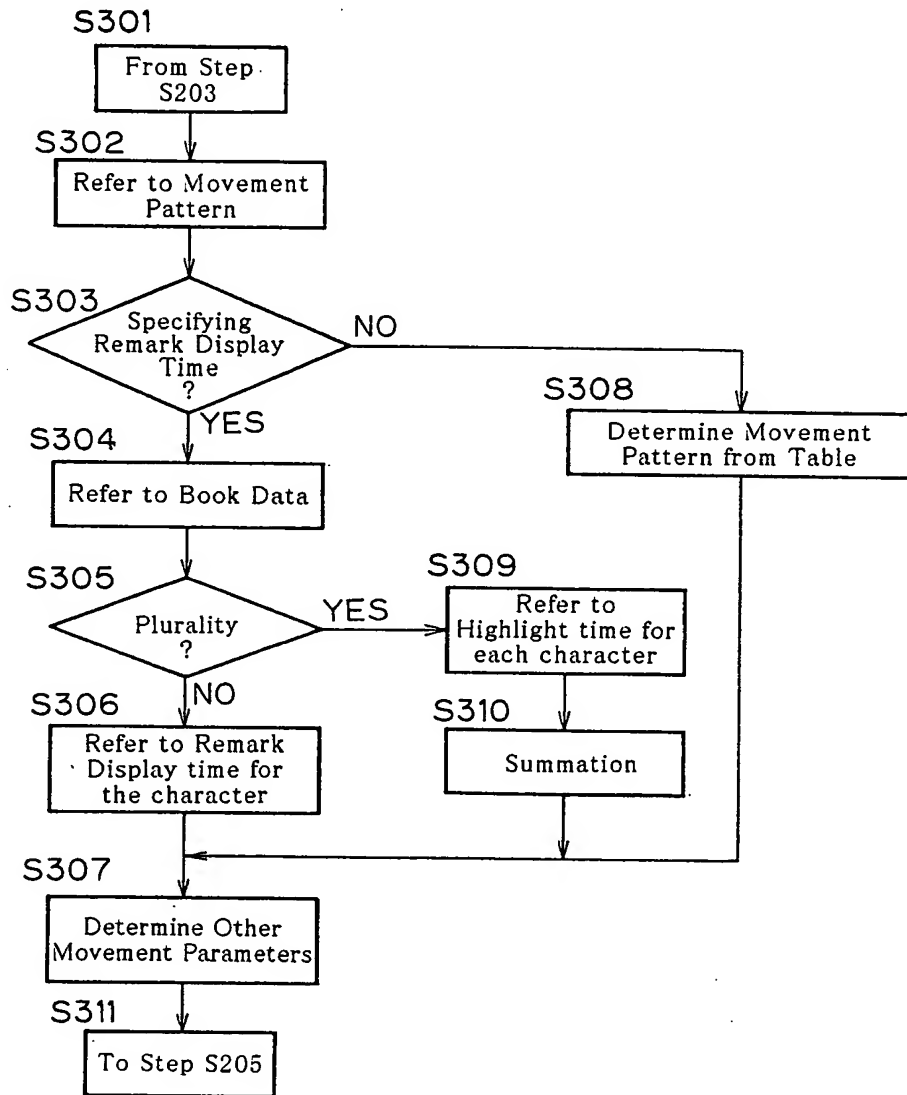 S301
From Step
S203
S302
Refer to Movement
Pattern
S303
Specifying
Remark Display
Time
?
NO
YES
S308
Determine Movement
Pattern from Table
S304
Refer to Book Data
S305
Plurality
?
YES
NO
S309
Refer to
Highlight time for
each character
S306
Refer to Remark
Display time for
the character
S310
Summation
S307
Determine Other
Movement Parameters
S311
To Step S205